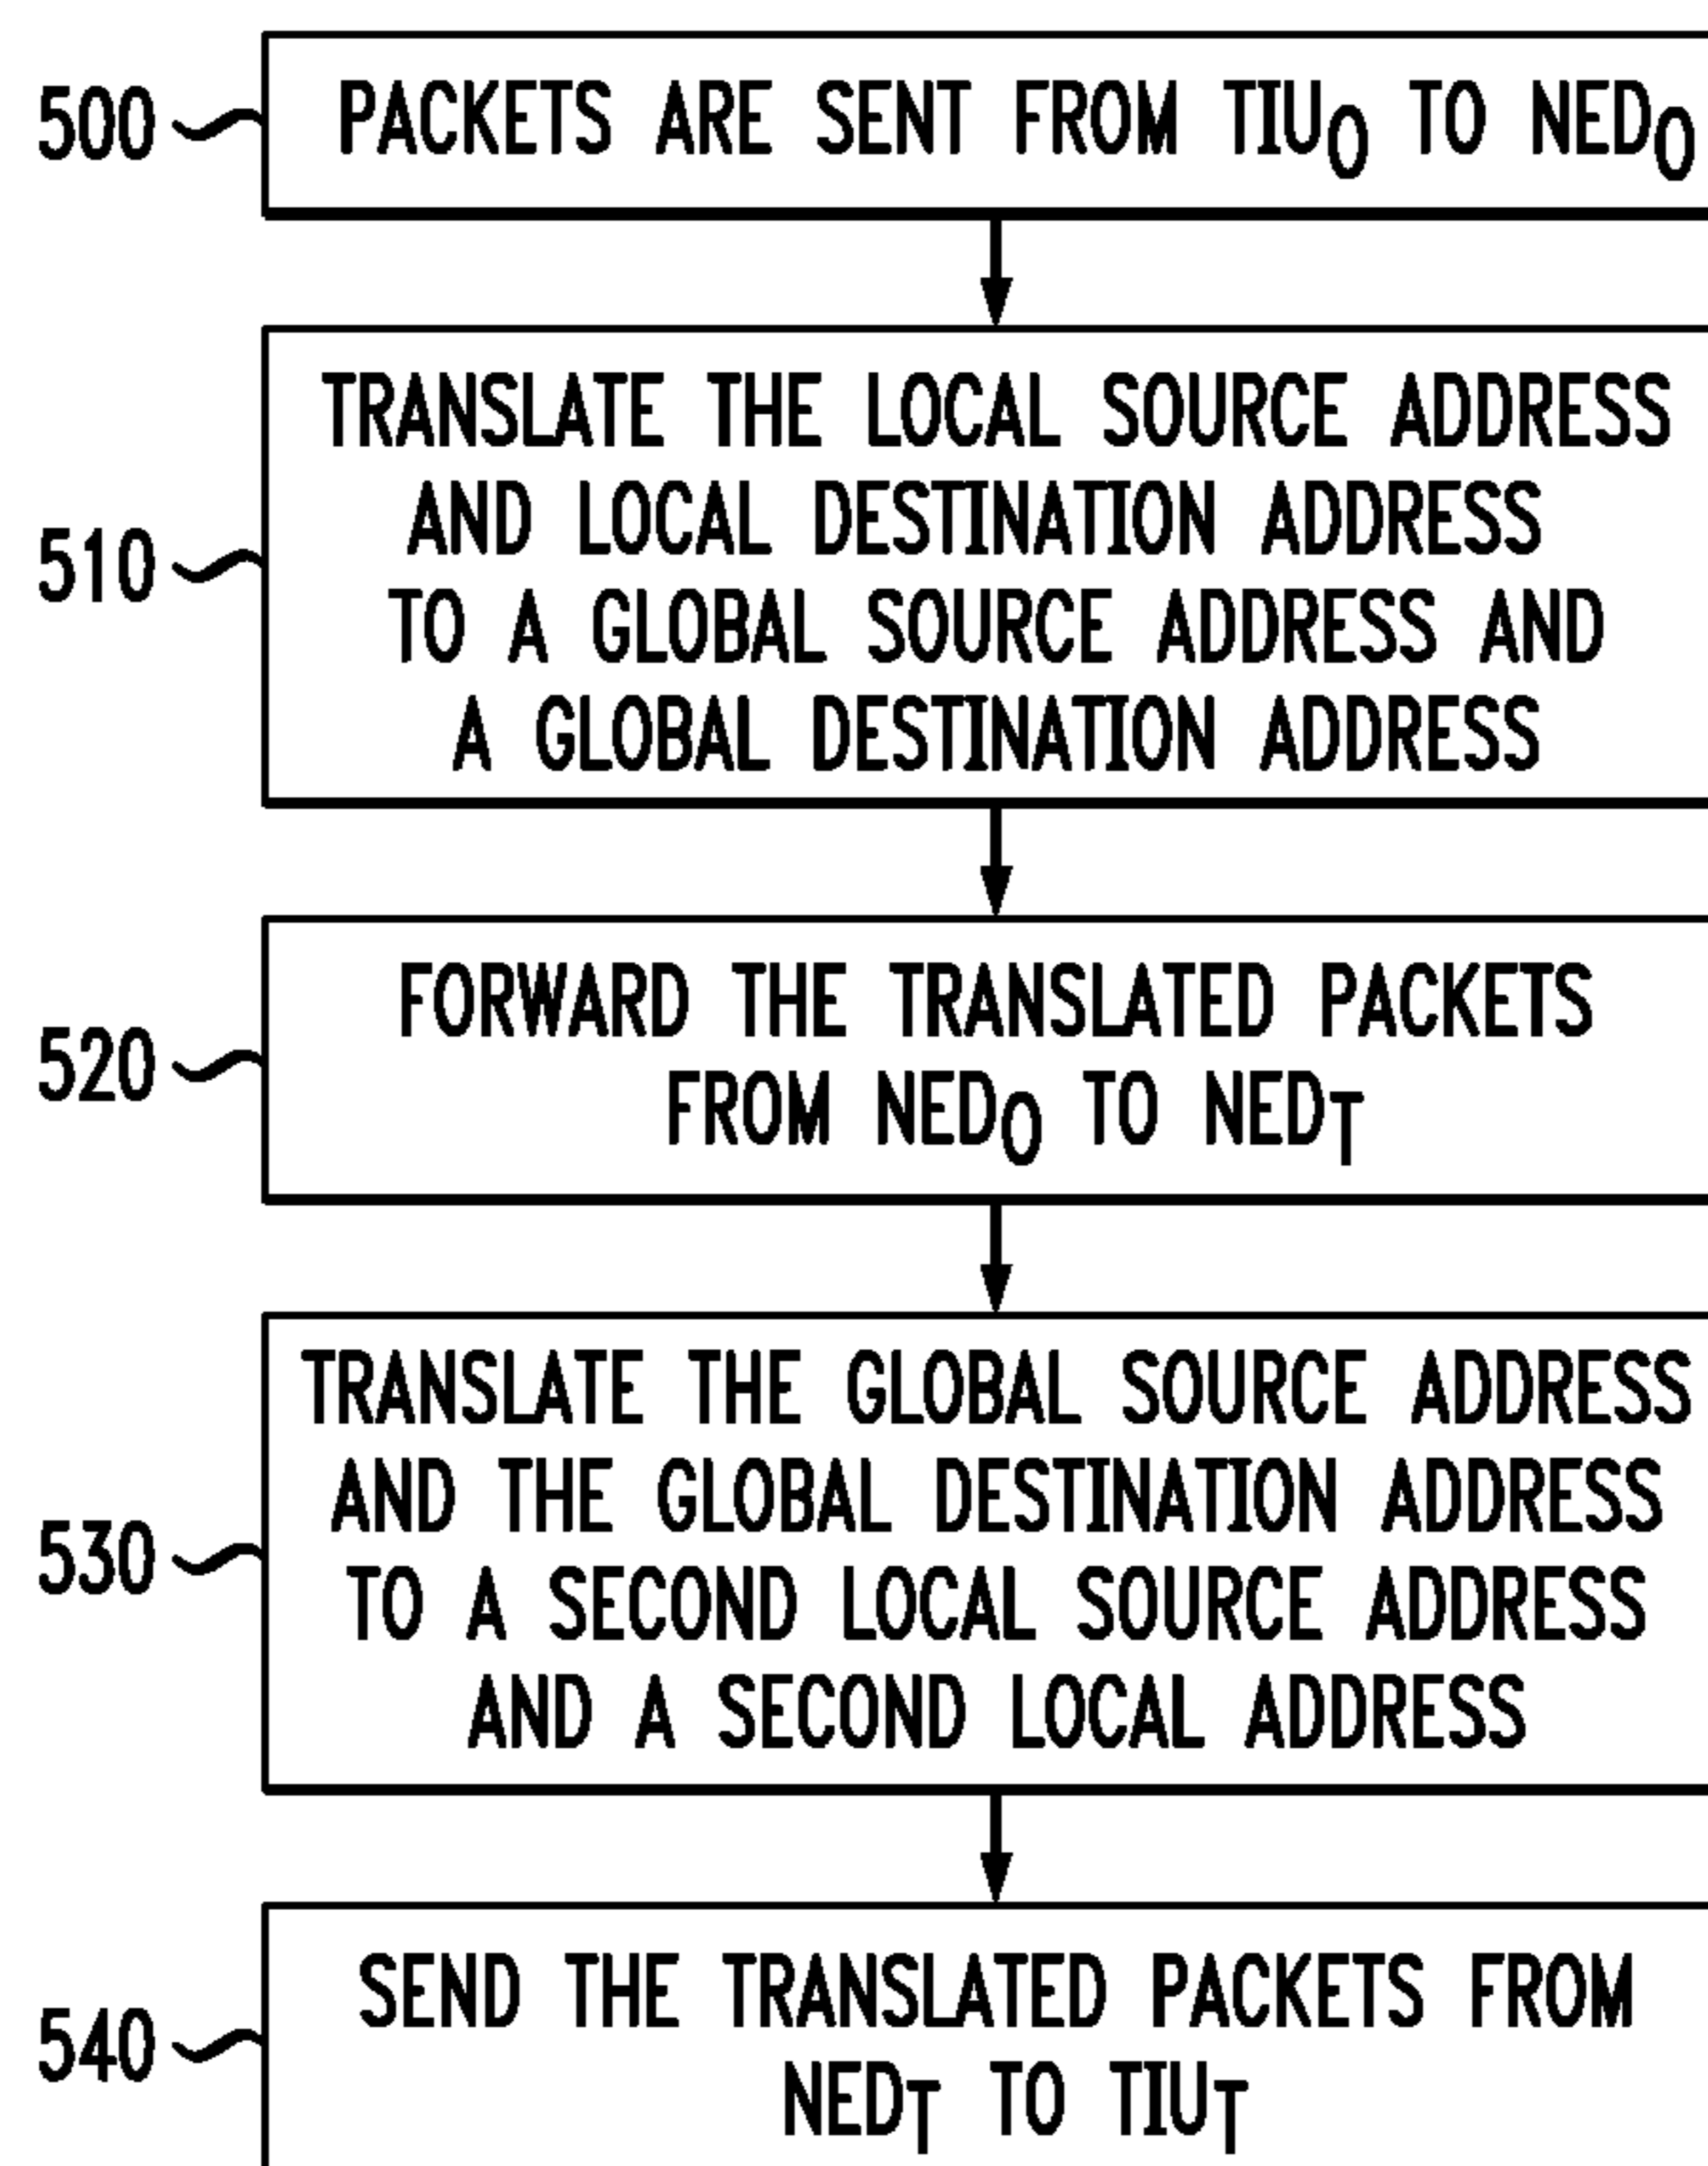 500 PACKETS ARE SENT FROM TIUO TO NEDO
TRANSLATE THE LOCAL SOURCE ADDRESS
AND LOCAL DESTINATION ADDRESS
510
TO A GLOBAL SOURCE ADDRESS AND
A GLOBAL DESTINATION ADDRESS
FORWARD THE TRANSLATED PACKETS
520
FROM NEDO TO NEDT
TRANSLATE THE GLOBAL SOURCE ADDRESS
AND THE GLOBAL DESTINATION ADDRESS
530
TO A SECOND LOCAL SOURCE ADDRESS
AND A SECOND LOCAL ADDRESS
SEND THE TRANSLATED PACKETS FROM
540
NEDT TO TIUT